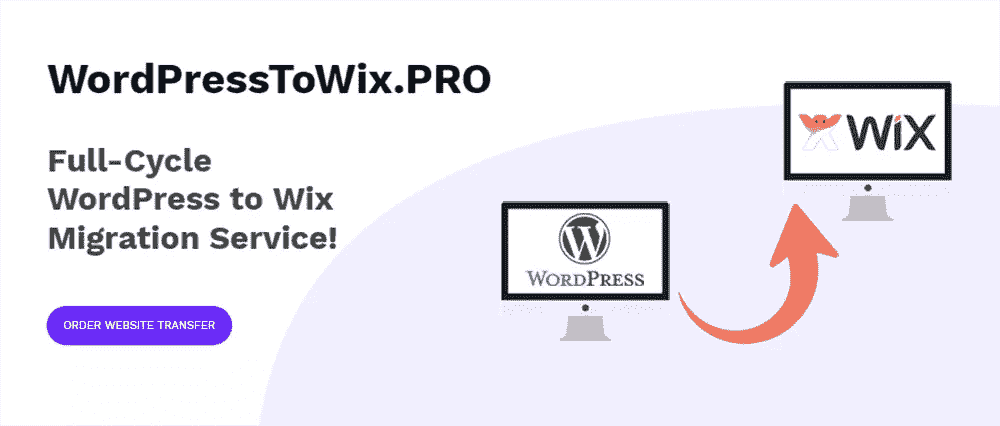 WordPressToWix.PRO
Full-Cycle
WordPress to Wix
Migration Service!
ORDER WEBSITE TRANSFER
WORDPRESS
WiX